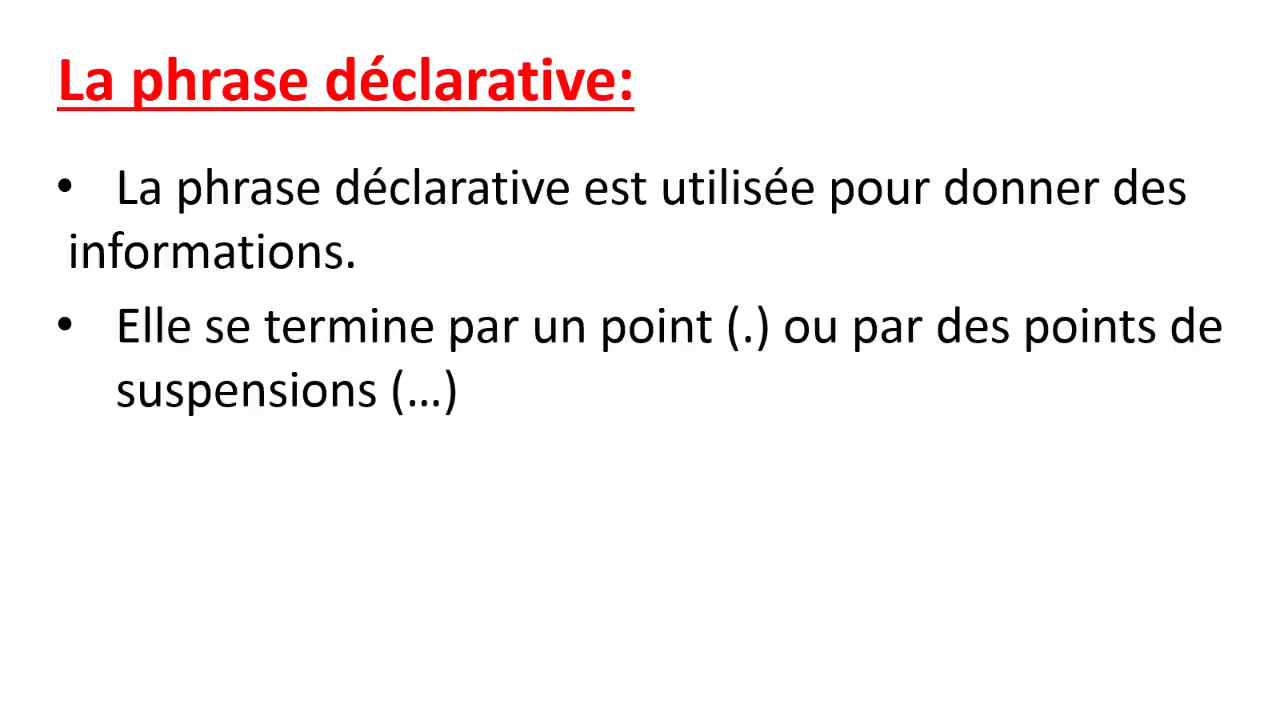 La phrase déclarative:
• La phrase déclarative est utilisée pour donner des
informations.
• Elle se termine par un point (.) ou par des points de
suspensions (…)